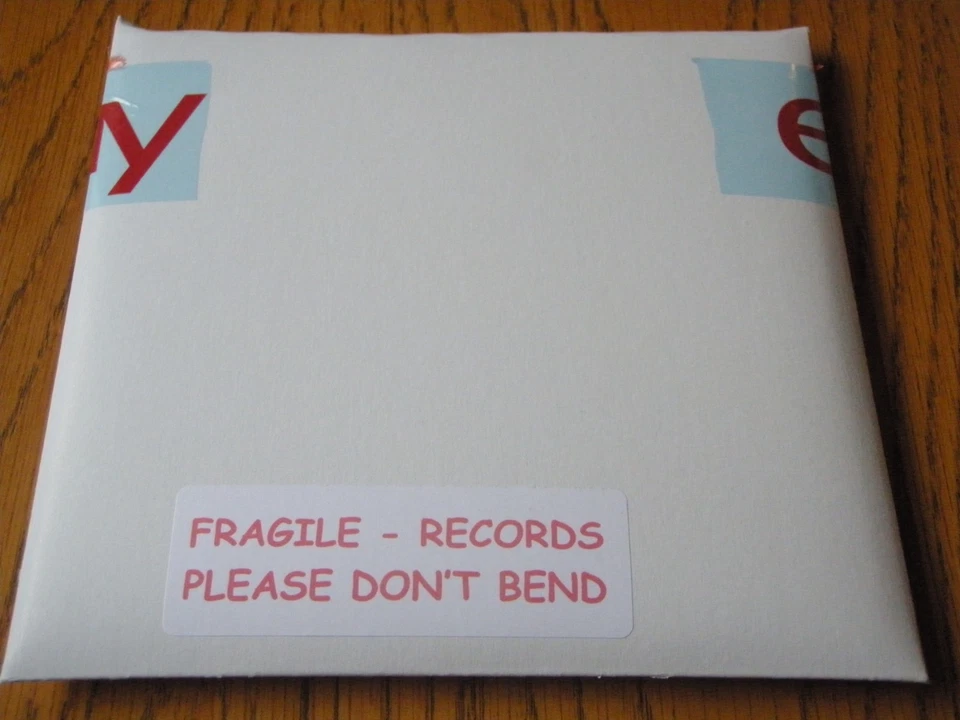 y e
FRAGILE - RECORDS
PLEASE DON'T BEND